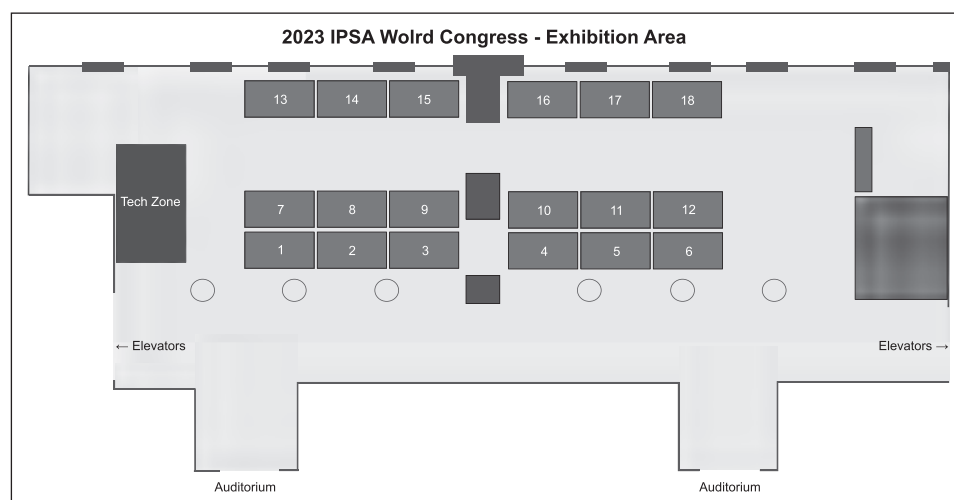 2023 IPSA Wolrd Congress - Exhibition Area
13 14 15 16 17 18
Tech Zone
7 8 9 10 11 12
1 2 3 4 5 6
← Elevators Elevators →
Auditorium Auditorium